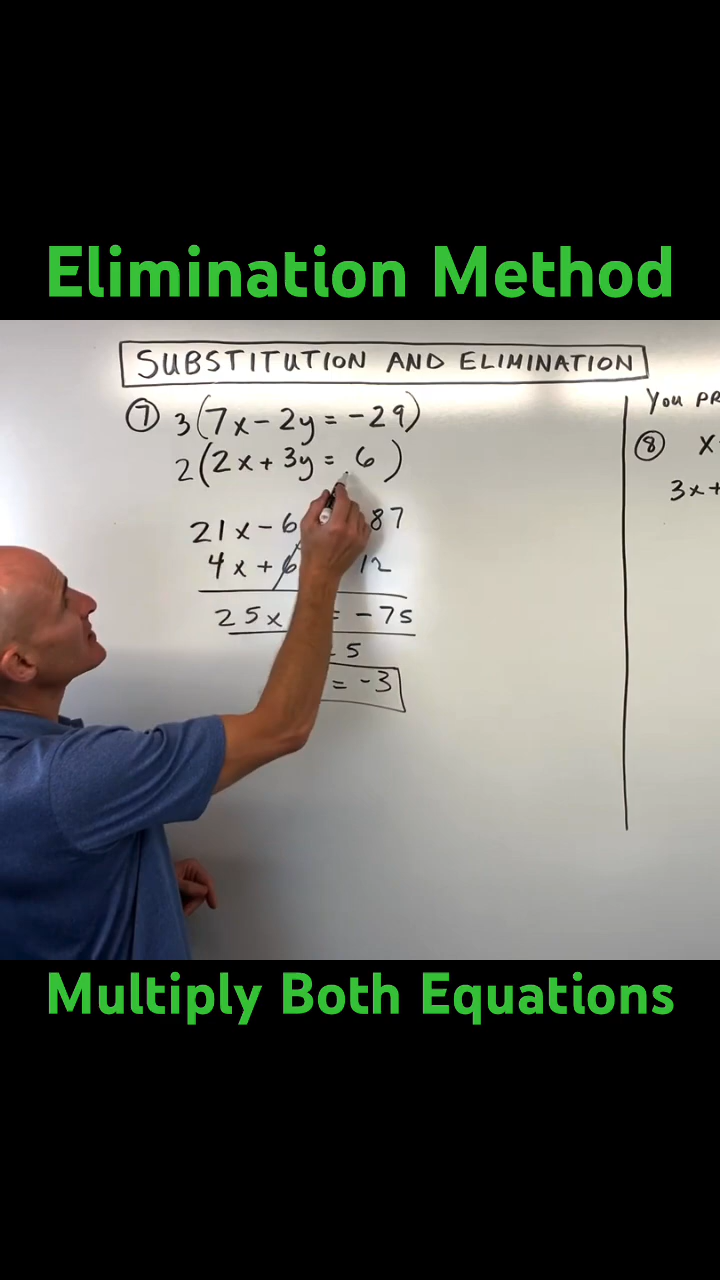 Elimination Method
SUBSTITUTION AND ELIMINATION
7 3(7x-2y=-29)
2(2x+3y= 6 )
21x-6 87
4x+6 12
25x = -75
5
= -3
You PR
8 x
3x+
Multiply Both Equations